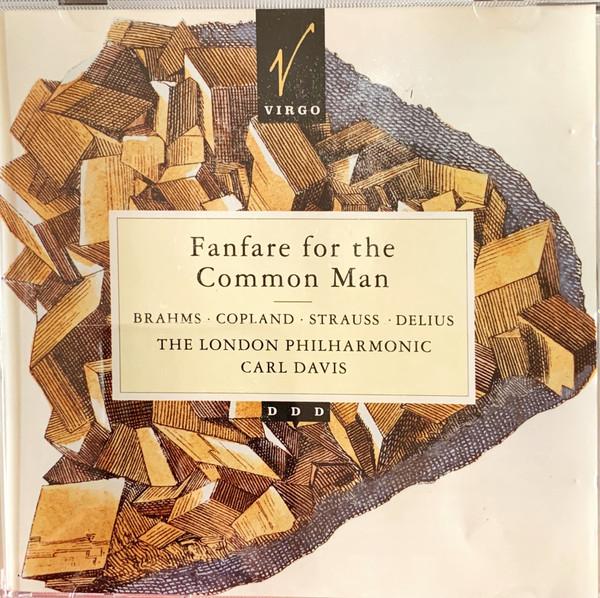 V
VIRGO
Fanfare for the
Common Man
BRAHMS · COPLAND · STRAUSS · DELIUS
THE LONDON PHILHARMONIC
CARL DAVIS
D D D